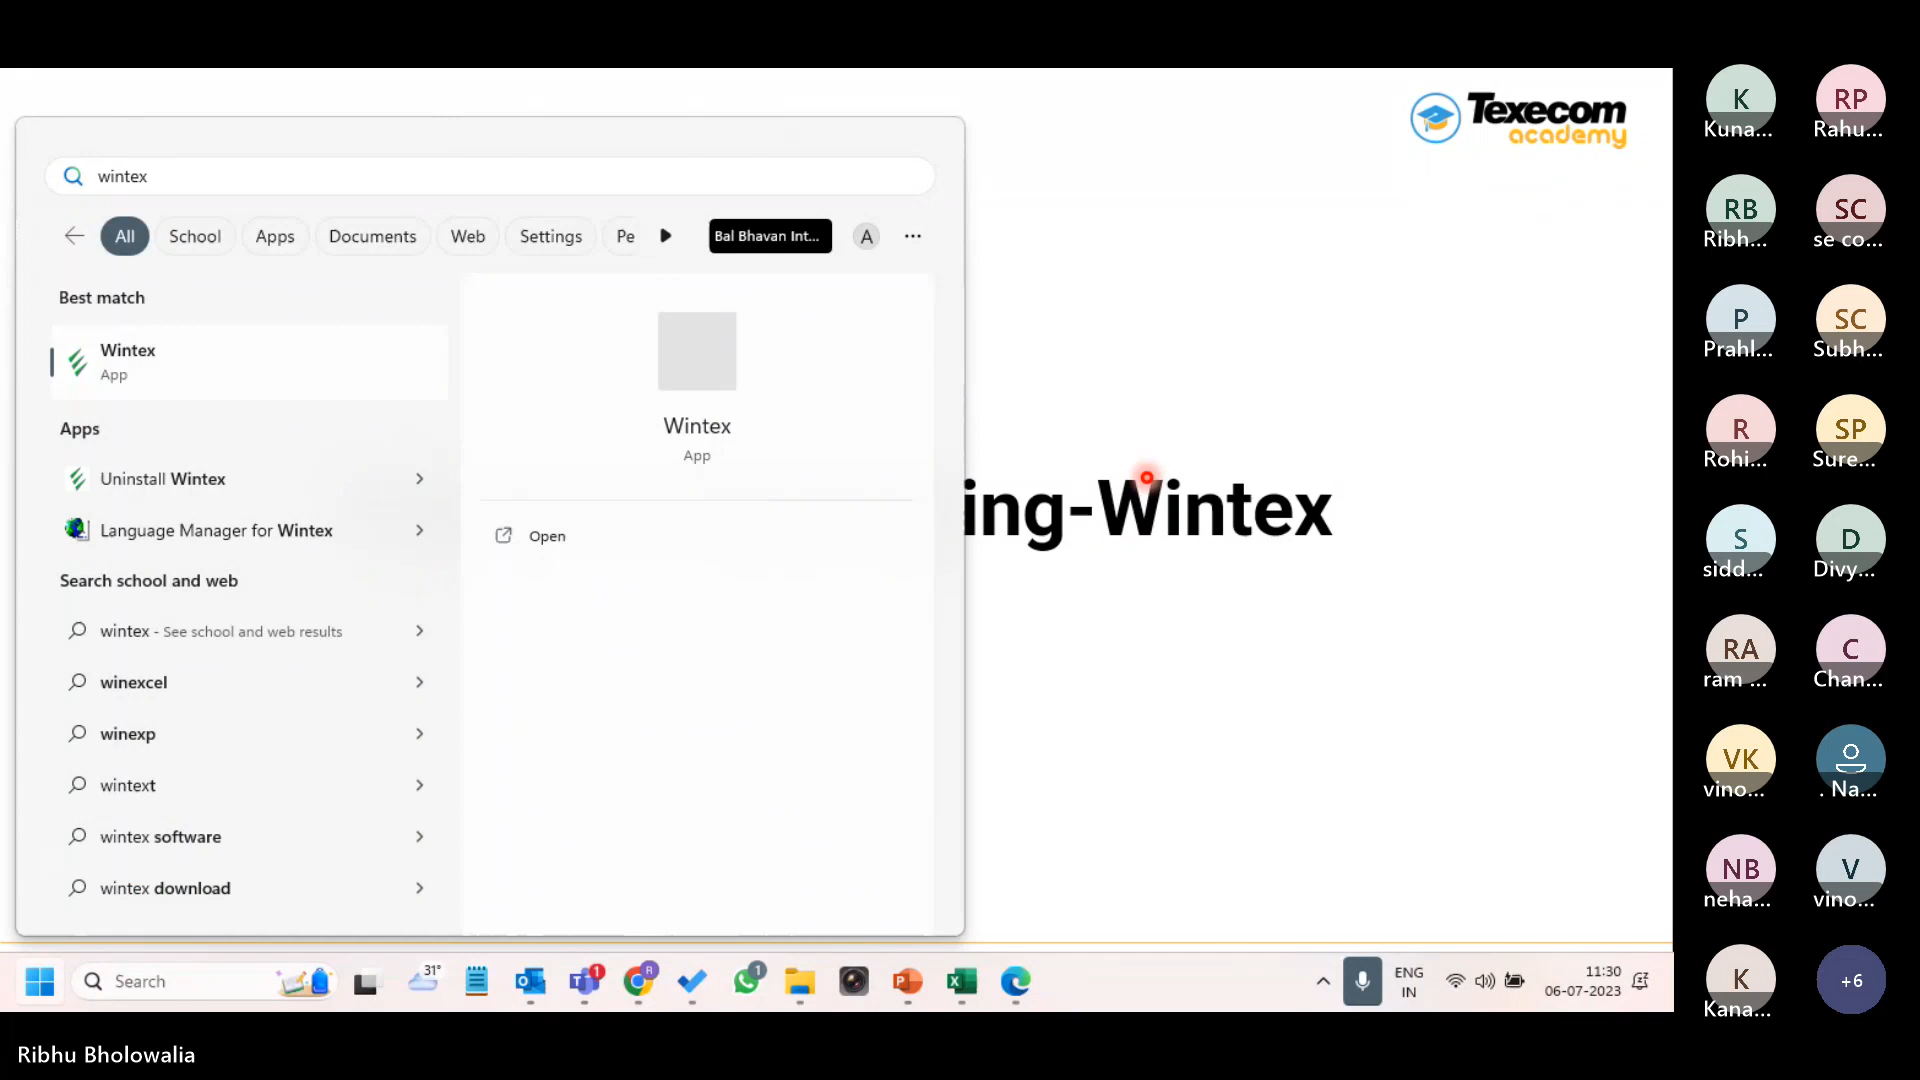 Texecom
academy
wintex
All
School
Apps
Documents
Web
Settings
Pe
Bal Bhavan Int...
A
Best match
Wintex
App
Apps
Uninstall Wintex
Language Manager for Wintex
Search school and web
wintex - See school and web results
winexcel
winexp
wintext
wintex software
wintex download
Wintex
App
Open
ing-Wintex
Search
31°
1
R
1
ENG
IN
11:30
06-07-2023
K
Kuna...
RP
Rahu...
RB
Ribh...
SC
se co...
P
Prahl...
SC
Subh...
R
Rohi...
SP
Sure...
S
sidd...
D
Divy...
RA
ram ...
C
Chan...
VK
vino...
. Na...
NB
neha...
V
vino...
K
Kana...
+6
Ribhu Bholowalia